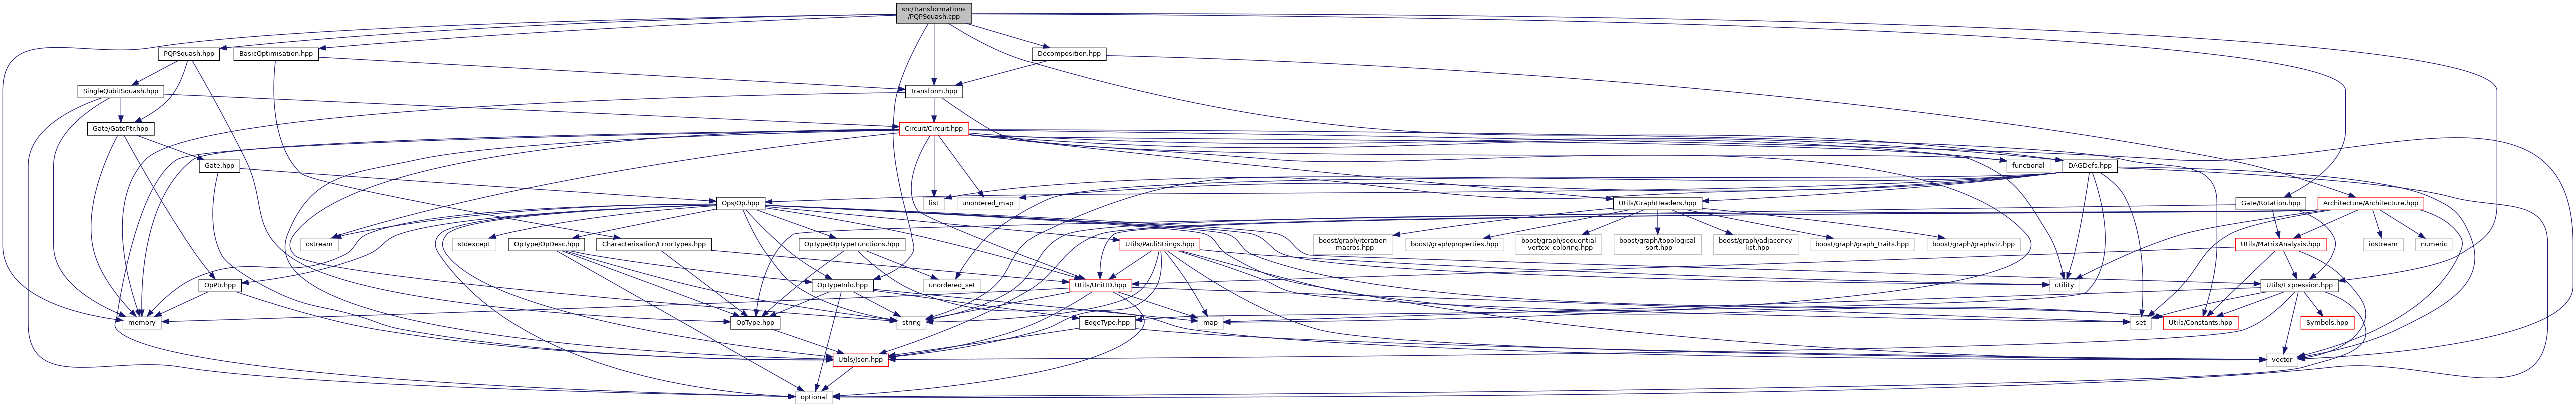 src/Transformations
/PQPSquash.cpp
PQPSquash.hpp
BasicOptimisation.hpp
Decomposition.hpp
SingleQubitSquash.hpp
Transform.hpp
Gate/GatePtr.hpp
Circuit/Circuit.hpp
Gate.hpp
functional
DAGDefs.hpp
Ops/Op.hpp
list
unordered_map
Utils/GraphHeaders.hpp
Gate/Rotation.hpp
Architecture/Architecture.hpp
ostream
stdexcept
OpType/OpDesc.hpp
Characterisation/ErrorTypes.hpp
OpType/OpTypeFunctions.hpp
Utils/PauliStrings.hpp
boost/graph/iteration
_macros.hpp
boost/graph/properties.hpp
boost/graph/sequential
_vertex_coloring.hpp
boost/graph/topological
_sort.hpp
boost/graph/adjacency
_list.hpp
boost/graph/graph_traits.hpp
boost/graph/graphviz.hpp
Utils/MatrixAnalysis.hpp
iostream
numeric
OpPtr.hpp
OpTypeInfo.hpp
unordered_set
Utils/UnitID.hpp
utility
Utils/Expression.hpp
memory
OpType.hpp
string
EdgeType.hpp
map
set
Utils/Constants.hpp
Symbols.hpp
Utils/Json.hpp
vector
optional